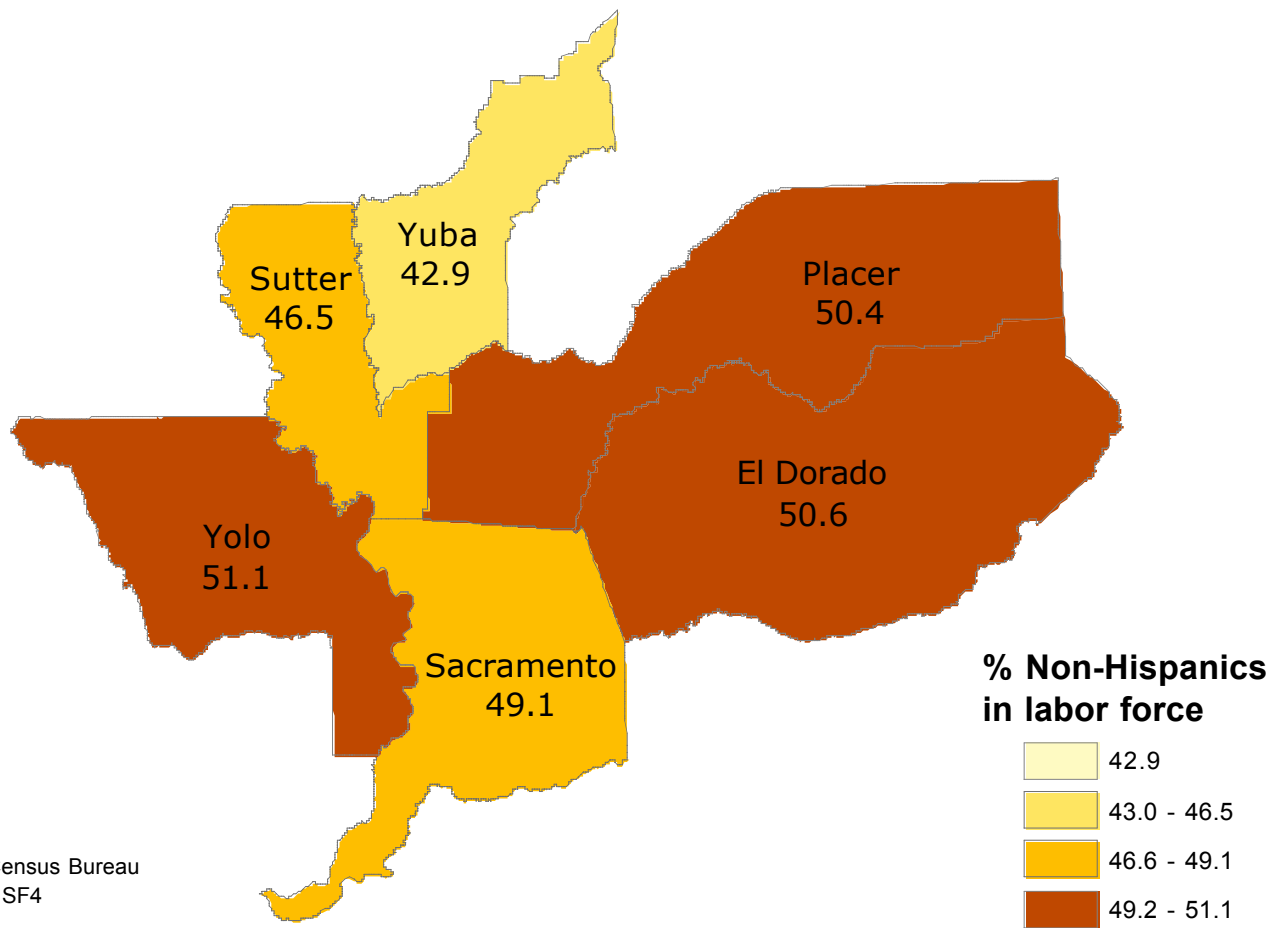 Yuba
42.9
Sutter
46.5
Placer
50.4
El Dorado
50.6
Yolo
51.1
Sacramento
49.1
% Non-Hispanics
in labor force
42.9
43.0 - 46.5
46.6 - 49.1
49.2 - 51.1
Bureau
SF4